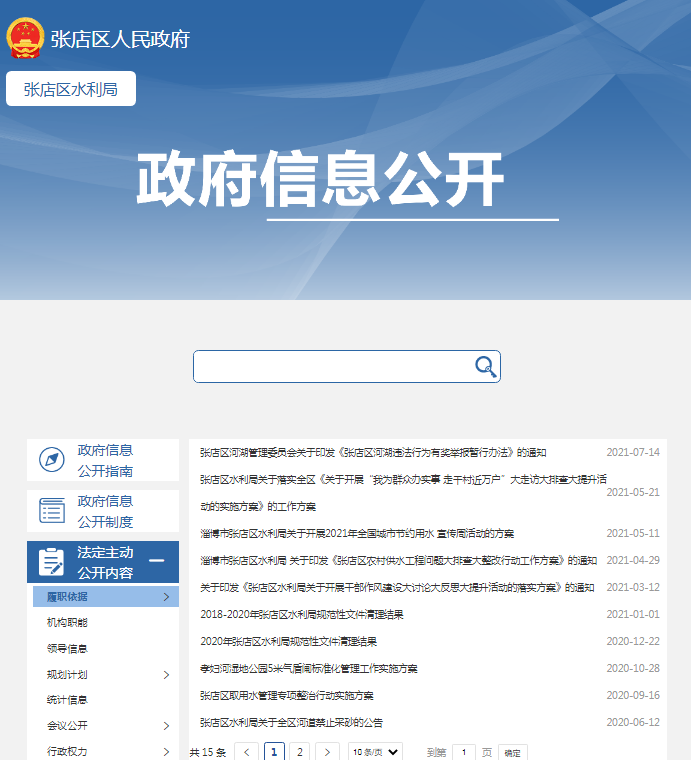 张店区人民政府
张店区水利局
政府信息公开
政府信息
公开指南
政府信息
公开制度
法定主动
公开内容
履职依据
机构职能
领导信息
规划计划
统计信息
会议公开
行政权力
张店区河湖管理委员会关于印发《张店区河湖违法行为有奖举报暂行办法》的通知 2021-07-14
张店区水利局关于落实全区《关于开展“我为群众办实事 走千村近万户”大走访大排查大提升活
动的实施方案》的工作方案 2021-05-21
淄博市张店区水利局关于开展2021年全国城市节约用水 宣传周活动的方案 2021-05-11
淄博市张店区水利局 关于印发《张店区农村供水工程问题大排查大整改行动工作方案》的通知 2021-04-29
关于印发《张店区水利局关于开展干部作风建设大讨论大反思大提升活动的落实方案》的通知 2021-03-12
2018-2020年张店区水利局规范性文件清理结果 2021-01-01
2020年张店区水利局规范性文件清理结果 2020-12-22
孝妇河湿地公园5米气盾闸标准化管理工作实施方案 2020-10-28
张店区取用水管理专项整治行动实施方案 2020-09-16
张店区水利局关于全区河道禁止采砂的公告 2020-06-12
共 15 条 < 1 2 > 10 条/页 到第 1 页 确定